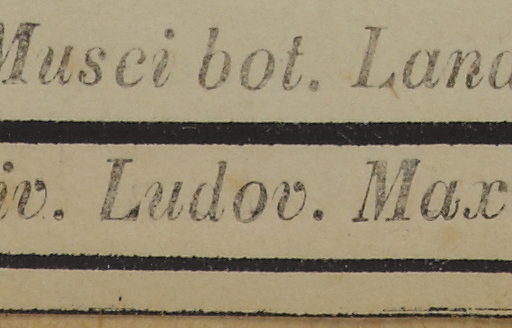 Musci bot. Land
iv. Ludov. Max